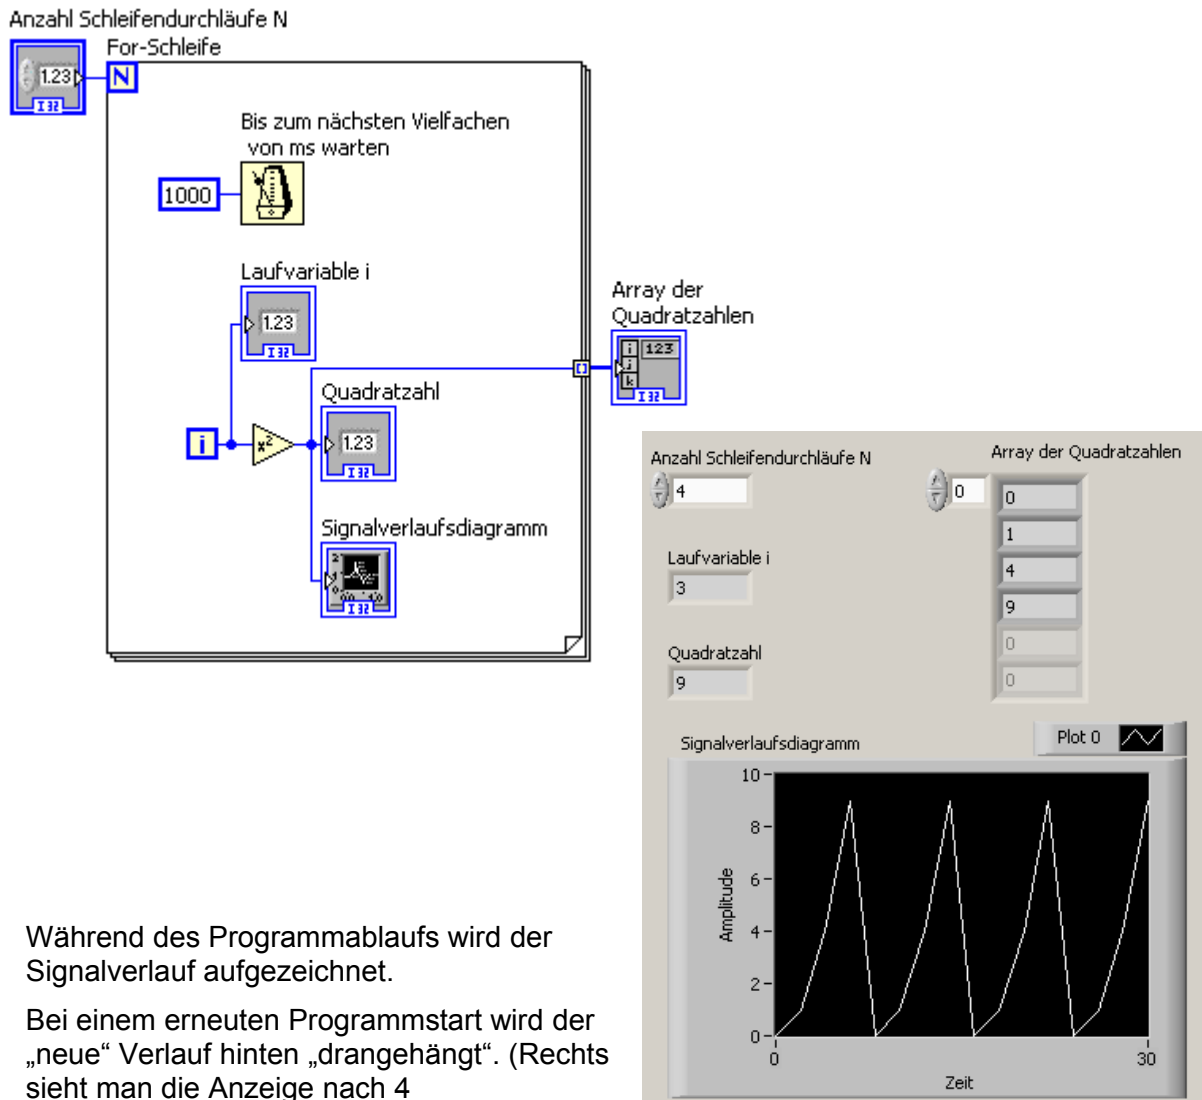 Anzahl Schleifendurchläufe N
For-Schleife
1.23
I32
N
Bis zum nächsten Vielfachen
von ms warten
1000
Laufvariable i
1.23
I32
Array der
Quadratzahlen
i 123
j
k
I32
Quadratzahl
i
x²
1.23
I32
Signalverlaufsdiagramm
I32
Anzahl Schleifendurchläufe N
4
Array der Quadratzahlen
0
0
1
4
9
0
0
Laufvariable i
3
Quadratzahl
9
Signalverlaufsdiagramm
Plot 0
10
8
6
4
2
0
Amplitude
0
30
Zeit
Während des Programmablaufs wird der
Signalverlauf aufgezeichnet.
Bei einem erneuten Programmstart wird der
„neue“ Verlauf hinten „drangehängt“. (Rechts
sieht man die Anzeige nach 4